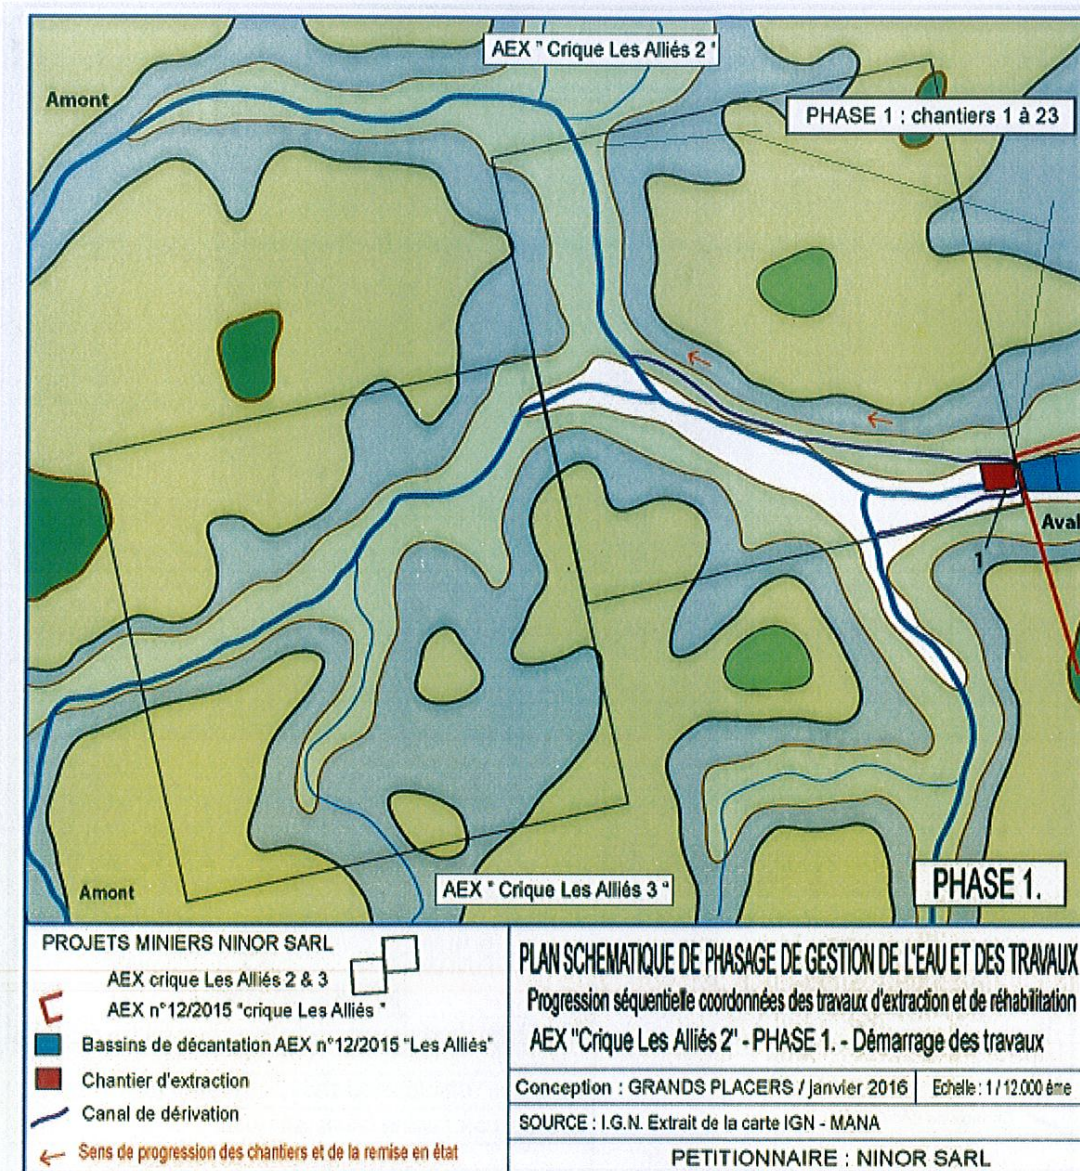 AEX " Crique Les Alliés 2 "
Amont
PHASE 1 : chantiers 1 à 23
Aval
1
Amont
AEX " Crique Les Alliés 3 "
PHASE 1.
PROJETS MINIERS NINOR SARL
AEX crique Les Alliés 2 & 3
AEX n°12/2015 "crique Les Alliés "
Bassins de décantation AEX n°12/2015 "Les Alliés"
Chantier d'extraction
Canal de dérivation
Sens de progression des chantiers et de la remise en état
PLAN SCHEMATIQUE DE PHASAGE DE GESTION DE L'EAU ET DES TRAVAUX
Progression séquentielle coordonnées des travaux d'extraction et de réhabilitation
AEX "Crique Les Alliés 2" - PHASE 1. - Démarrage des travaux
Conception : GRANDS PLACERS / janvier 2016
Echelle : 1 / 12.000 ème
SOURCE : I.G.N. Extrait de la carte IGN - MANA
PETITIONNAIRE : NINOR SARL